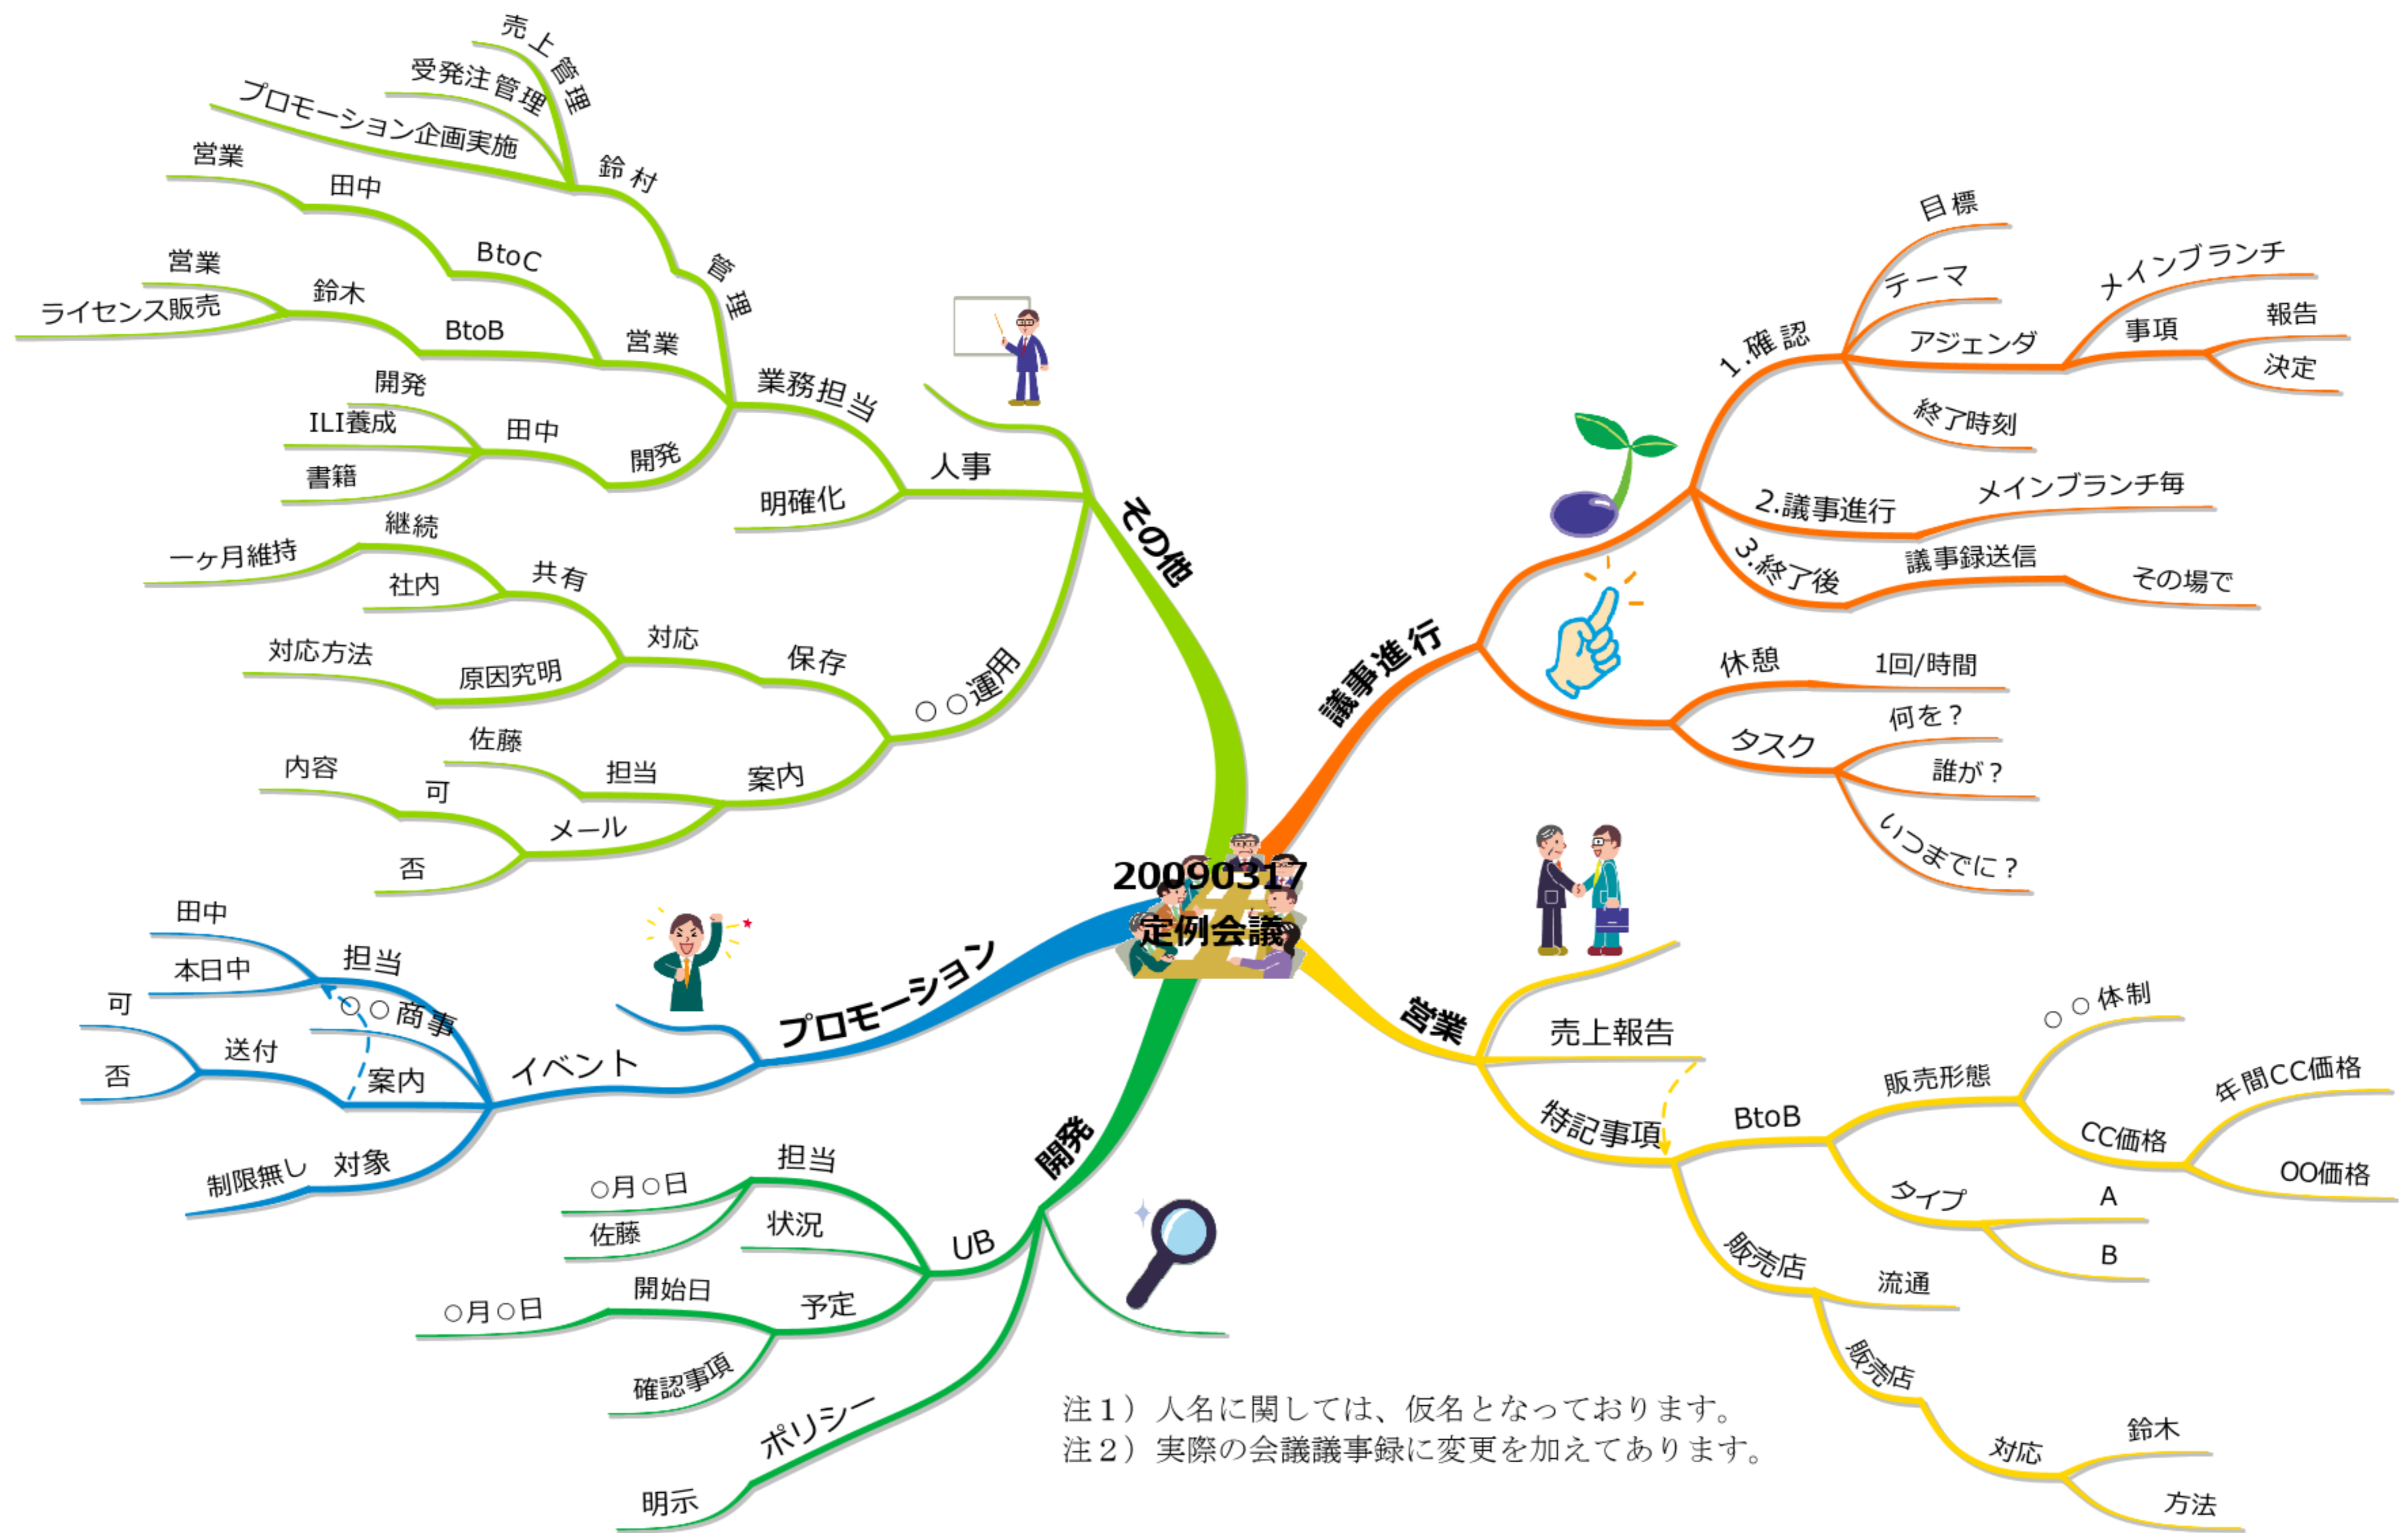 20090317
定例会議
議事進行
1.確認
目標
テーマ
アジェンダ
メインブランチ
事項
報告
決定
終了時刻
2.議事進行
メインブランチ毎
3.終了後
議事録送信
その場で
休憩
1回/時間
タスク
何を？
誰が？
いつまでに？
営業
売上報告
特記事項
BtoB
販売形態
○○体制
CC価格
年間CC価格
OO価格
タイプ
A
B
販売店
流通
販売店
対応
鈴木
方法
開発
UB
担当
○月○日
佐藤
状況
予定
開始日
○月○日
確認事項
ポリシー
明示
プロモーション
イベント
担当
田中
本日中
○○商事
案内
送付
可
否
対象
制限無し
その他
人事
業務担当
管理
鈴村
売上管理
受発注管理
プロモーション企画実施
営業
BtoC
田中
営業
BtoB
鈴木
営業
ライセンス販売
開発
田中
開発
ILI養成
書籍
明確化
○○運用
保存
対応
共有
継続
一ヶ月維持
社内
原因究明
対応方法
案内
担当
佐藤
メール
可
内容
否
注１）人名に関しては、仮名となっております。
注２）実際の会議議事録に変更を加えてあります。